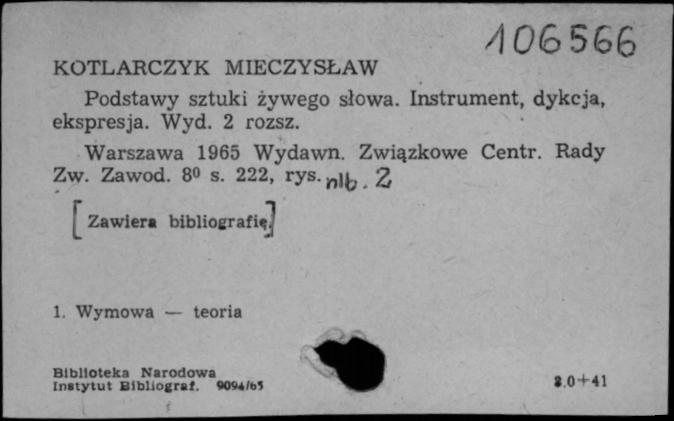 106566
KOTLARCZYK MIECZYSŁAW
Podstawy sztuki żywego słowa. Instrument, dykcja,
ekspresja. Wyd. 2 rozsz.
Warszawa 1965 Wydawn. Związkowe Centr. Rady
Zw. Zawod. 8⁰ s. 222, rys. nlb. 2
[Zawiera bibliografię]
1. Wymowa — teoria
Biblioteka Narodowa
Instytut Bibliograf. 9094/65
8.0+41